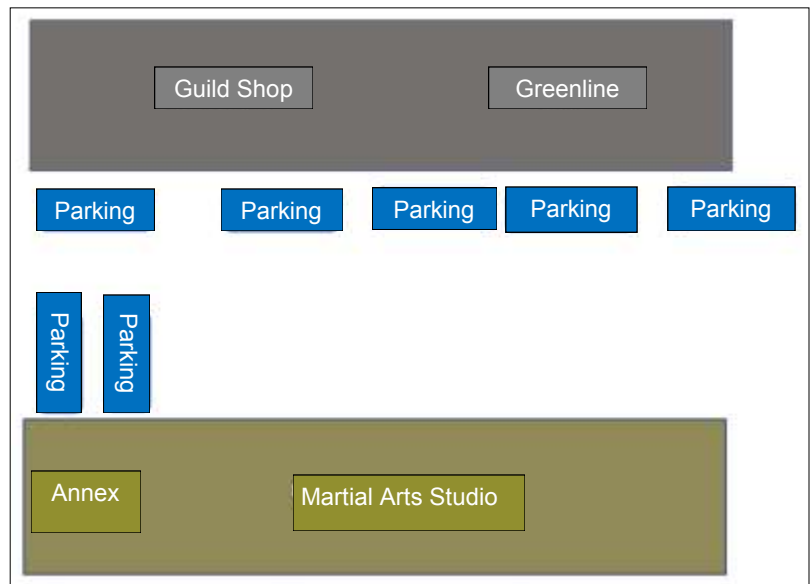 Guild Shop
Greenline
Parking
Parking
Parking
Parking
Parking
Parking
Parking
Annex
Martial Arts Studio